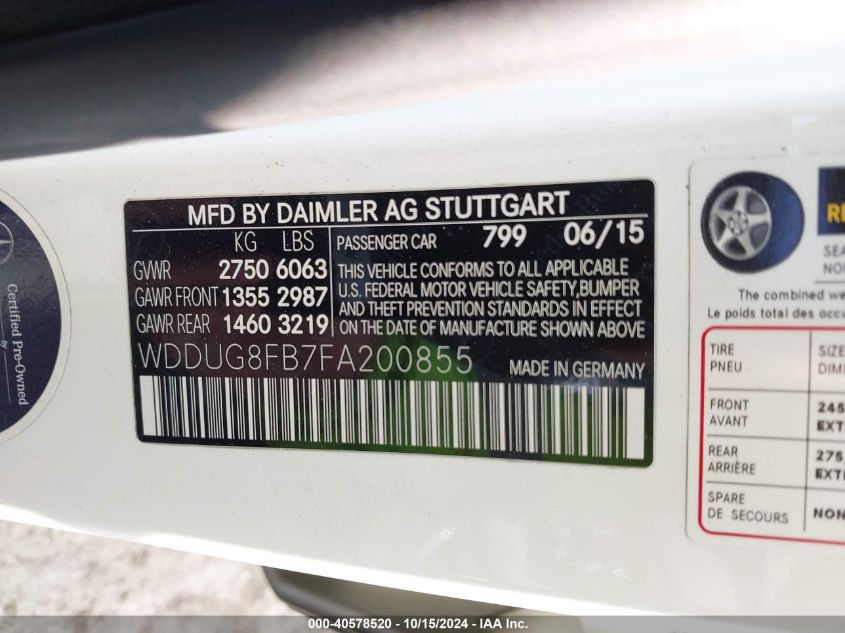 MFD BY DAIMLER AG STUTTGART
KG LBS
GVWR 2750 6063
GAWR FRONT 1355 2987
GAWR REAR 1460 3219
PASSENGER CAR 799 06/15
THIS VEHICLE CONFORMS TO ALL APPLICABLE
U.S. FEDERAL MOTOR VEHICLE SAFETY,BUMPER
AND THEFT PREVENTION STANDARDS IN EFFECT
ON THE DATE OF MANUFACTURE SHOWN ABOVE
WDDUG8FB7FA200855 MADE IN GERMANY
Certified Pre-Owned
by
The combined
Le poids total des
TIRE
PNEU
FRONT
AVANT
REAR
ARRIÈRE
SPARE
DE SECOURS
000-40578520 / 10/15/2024 - IAA Inc.